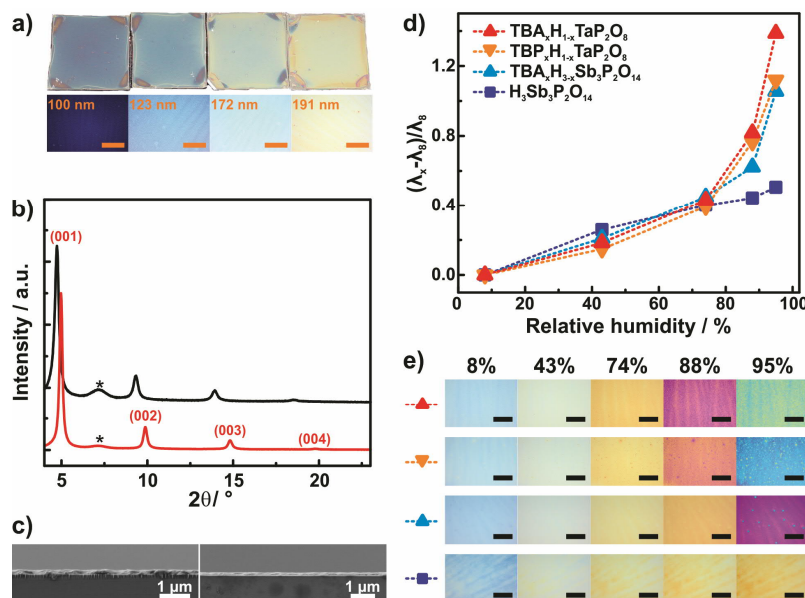 a)
100 nm 123 nm 172 nm 191 nm
b)
Intensity / a.u.
(001)
*
*
(002)
(003)
(004)
5 10 15 20
2θ/ °
c)
1 µm 1 µm
d)
TBAₓH₁₋ₓTaP₂O₈
TBPₓH₁₋ₓTaP₂O₈
TBAₓH₃₋ₓSb₃P₂O₁₄
H₃Sb₃P₂O₁₄
(λₓ-λ₈)/λ₈
1.2
0.8
0.4
0.0
0 20 40 60 80 100
Relative humidity / %
e)
8% 43% 74% 88% 95%